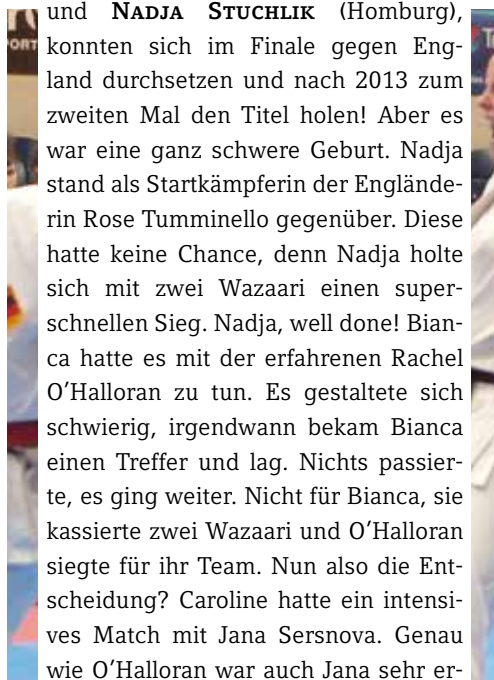 und NADJA STUCHLIK (Homburg),
konnten sich im Finale gegen Eng-
land durchsetzen und nach 2013 zum
zweiten Mal den Titel holen! Aber es
war eine ganz schwere Geburt. Nadja
stand als Startkämpferin der Englände-
rin Rose Tumminello gegenüber. Diese
hatte keine Chance, denn Nadja holte
sich mit zwei Wazaari einen super-
schnellen Sieg. Nadja, well done! Bian-
ca hatte es mit der erfahrenen Rachel
O’Halloran zu tun. Es gestaltete sich
schwierig, irgendwann bekam Bianca
einen Treffer und lag. Nichts passier-
te, es ging weiter. Nicht für Bianca, sie
kassierte zwei Wazaari und O’Halloran
siegte für ihr Team. Nun also die Ent-
scheidung? Caroline hatte ein intensi-
ves Match mit Jana Sersnova. Genau
wie O’Halloran war auch Jana sehr er-